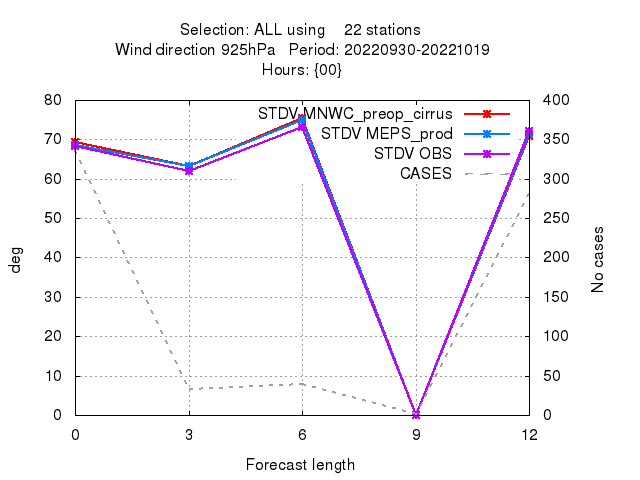 Selection: ALL using 22 stations
Wind direction 925hPa Period: 20220930-20221019
Hours: {00}
80 400
STDV MNWC_preop_cirrus
70 350
STDV MEPS_prod
STDV OBS
60 300
CASES
50 250
40 200
30 150
20 100
10 50
0 0
deg
No cases
0 3 6 9 12
Forecast length